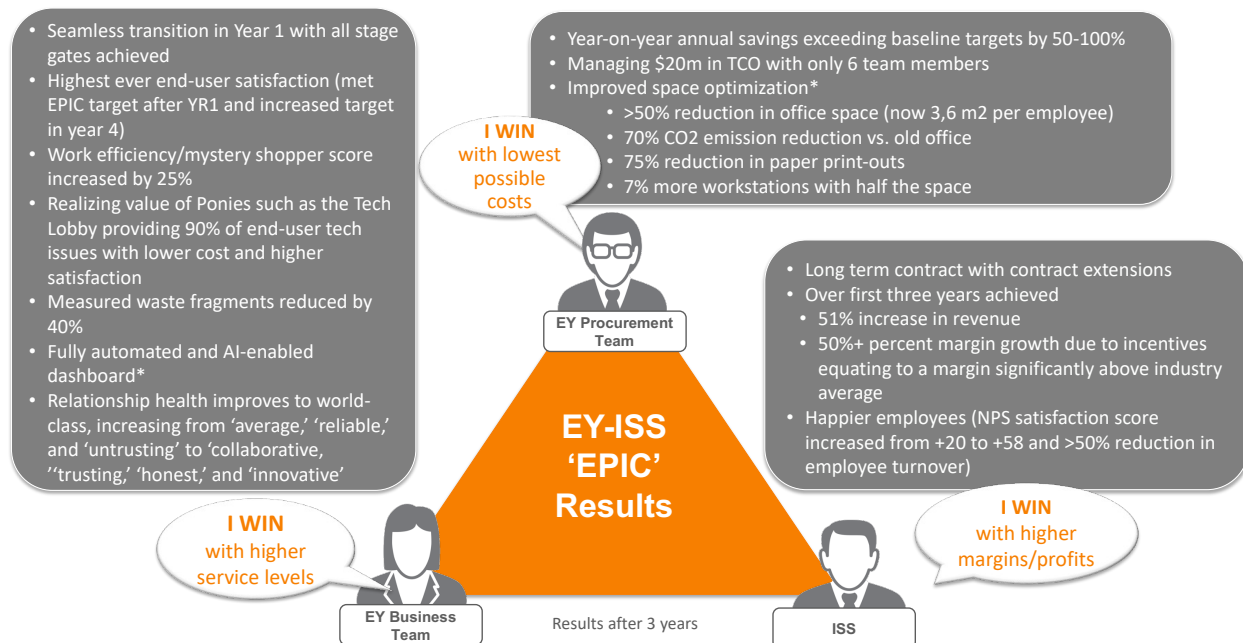 • Seamless transition in Year 1 with all stage
gates achieved
• Highest ever end-user satisfaction (met
EPIC target after YR1 and increased target
in year 4)
• Work efficiency/mystery shopper score
increased by 25%
• Realizing value of Ponies such as the Tech
Lobby providing 90% of end-user tech
issues with lower cost and higher
satisfaction
• Measured waste fragments reduced by
40%
• Fully automated and AI-enabled
dashboard*
• Relationship health improves to world-
class, increasing from ‘average,’ ‘reliable,’
and ‘untrusting’ to ‘collaborative,
’‘trusting,’ ‘honest,’ and ‘innovative’
I WIN
with higher
service levels
EY Business
Team
• Year-on-year annual savings exceeding baseline targets by 50-100%
• Managing $20m in TCO with only 6 team members
• Improved space optimization*
• >50% reduction in office space (now 3,6 m2 per employee)
• 70% CO2 emission reduction vs. old office
• 75% reduction in paper print-outs
• 7% more workstations with half the space
I WIN
with lowest
possible
costs
EY Procurement
Team
• Long term contract with contract extensions
• Over first three years achieved
• 51% increase in revenue
• 50%+ percent margin growth due to incentives
equating to a margin significantly above industry
average
• Happier employees (NPS satisfaction score
increased from +20 to +58 and >50% reduction in
employee turnover)
I WIN
with higher
margins/profits
ISS
EY-ISS
‘EPIC’
Results
Results after 3 years